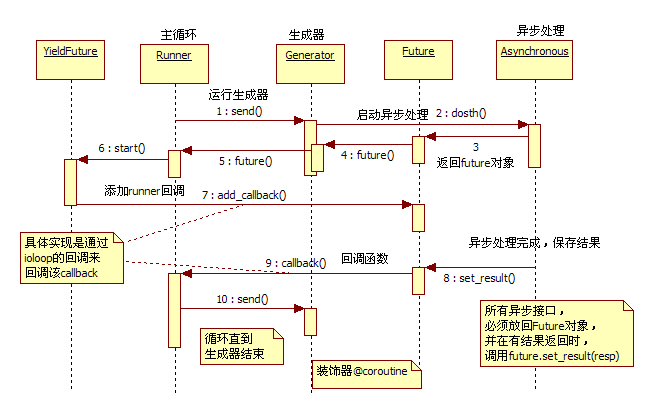 主循环
生成器
异步处理
YieldFuture
Runner
Generator
Future
Asynchronous
运行生成器
1 : send()
启动异步处理
2 : dosth()
3
返回future对象
4 : future()
5 : future()
6 : start()
添加runner回调
7 : add_callback()
具体实现是通过
ioloop的回调来
回调该callback
异步处理完成，保存结果
8 : set_result()
回调函数
9 : callback()
10 : send()
循环直到
生成器结束
所有异步接口，
必须放回Future对象，
并在有结果返回时，
调用future.set_result(resp)
装饰器@coroutine